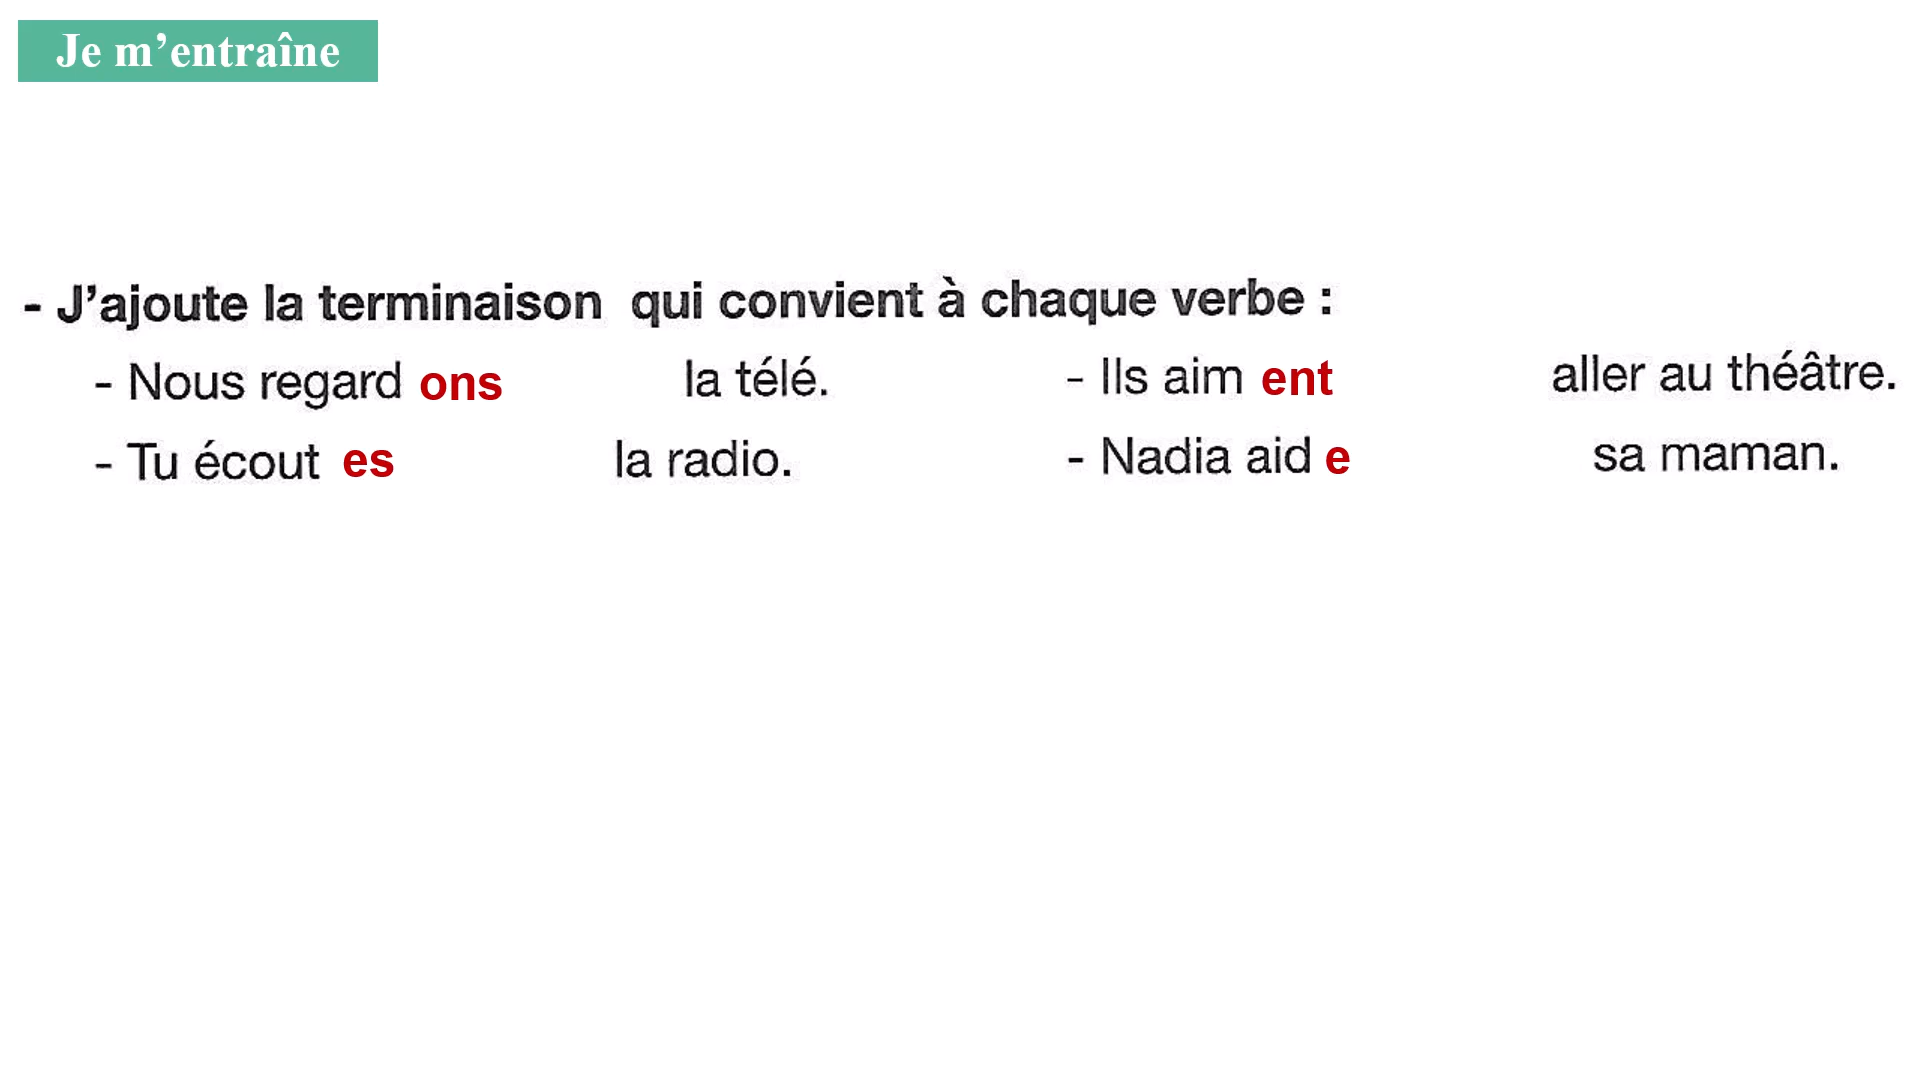 Je m’entraîne
- J’ajoute la terminaison qui convient à chaque verbe :
- Nous regard ons la télé. - Ils aim ent aller au théâtre.
- Tu écout es la radio. - Nadia aid e sa maman.